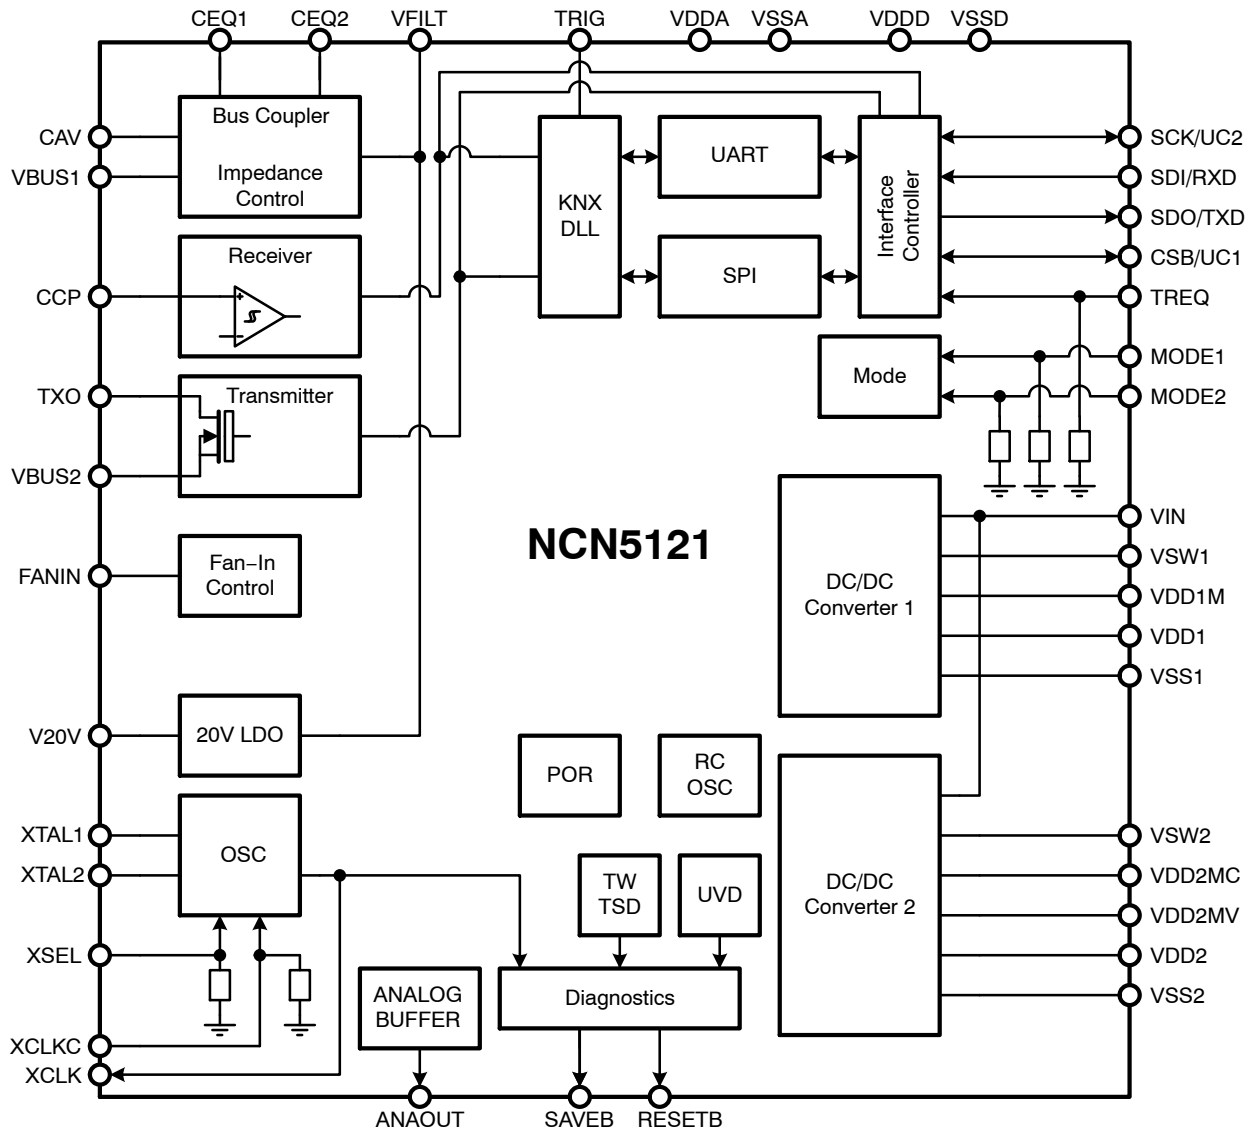 CEQ1 CEQ2 VFILT TRIG VDDA VSSA VDDD VSSD
CAV
VBUS1
Bus Coupler
Impedance
Control
KNX
DLL
UART
SPI
Interface
Controller
SCK/UC2
SDI/RXD
SDO/TXD
CSB/UC1
TREQ
CCP
Receiver
+
−
Mode
MODE1
MODE2
TXO
VBUS2
Transmitter
NCN5121
FANIN
Fan−In
Control
DC/DC
Converter 1
VIN
VSW1
VDD1M
VDD1
VSS1
V20V
20V LDO
POR
RC
OSC
XTAL1
XTAL2
OSC
TW
TSD
UVD
DC/DC
Converter 2
VSW2
VDD2MC
VDD2MV
VDD2
VSS2
XSEL
XCLKC
XCLK
ANALOG
BUFFER
Diagnostics
ANAOUT SAVEB RESETB